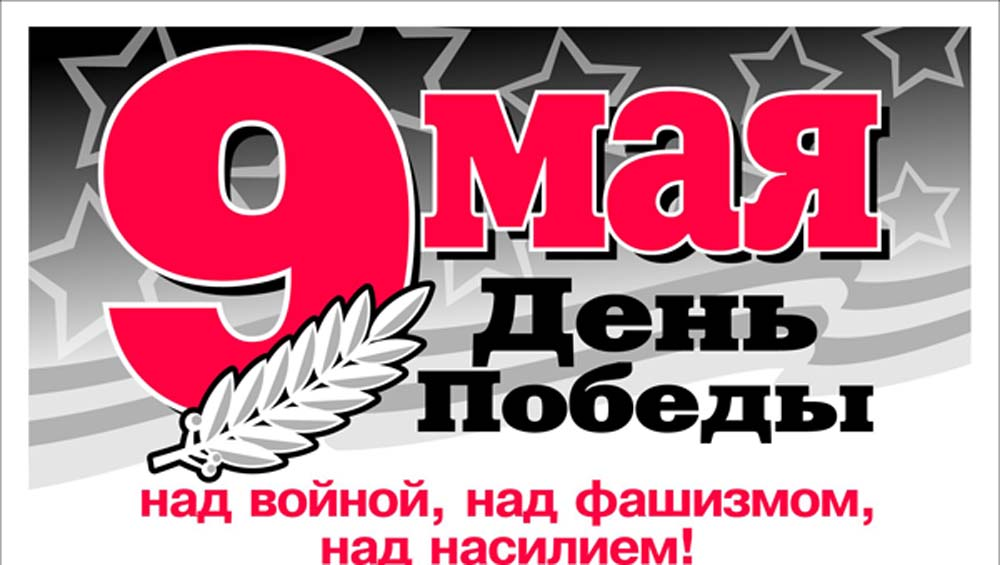 9 мая
День
Победы
над войной, над фашизмом,
над насилием!